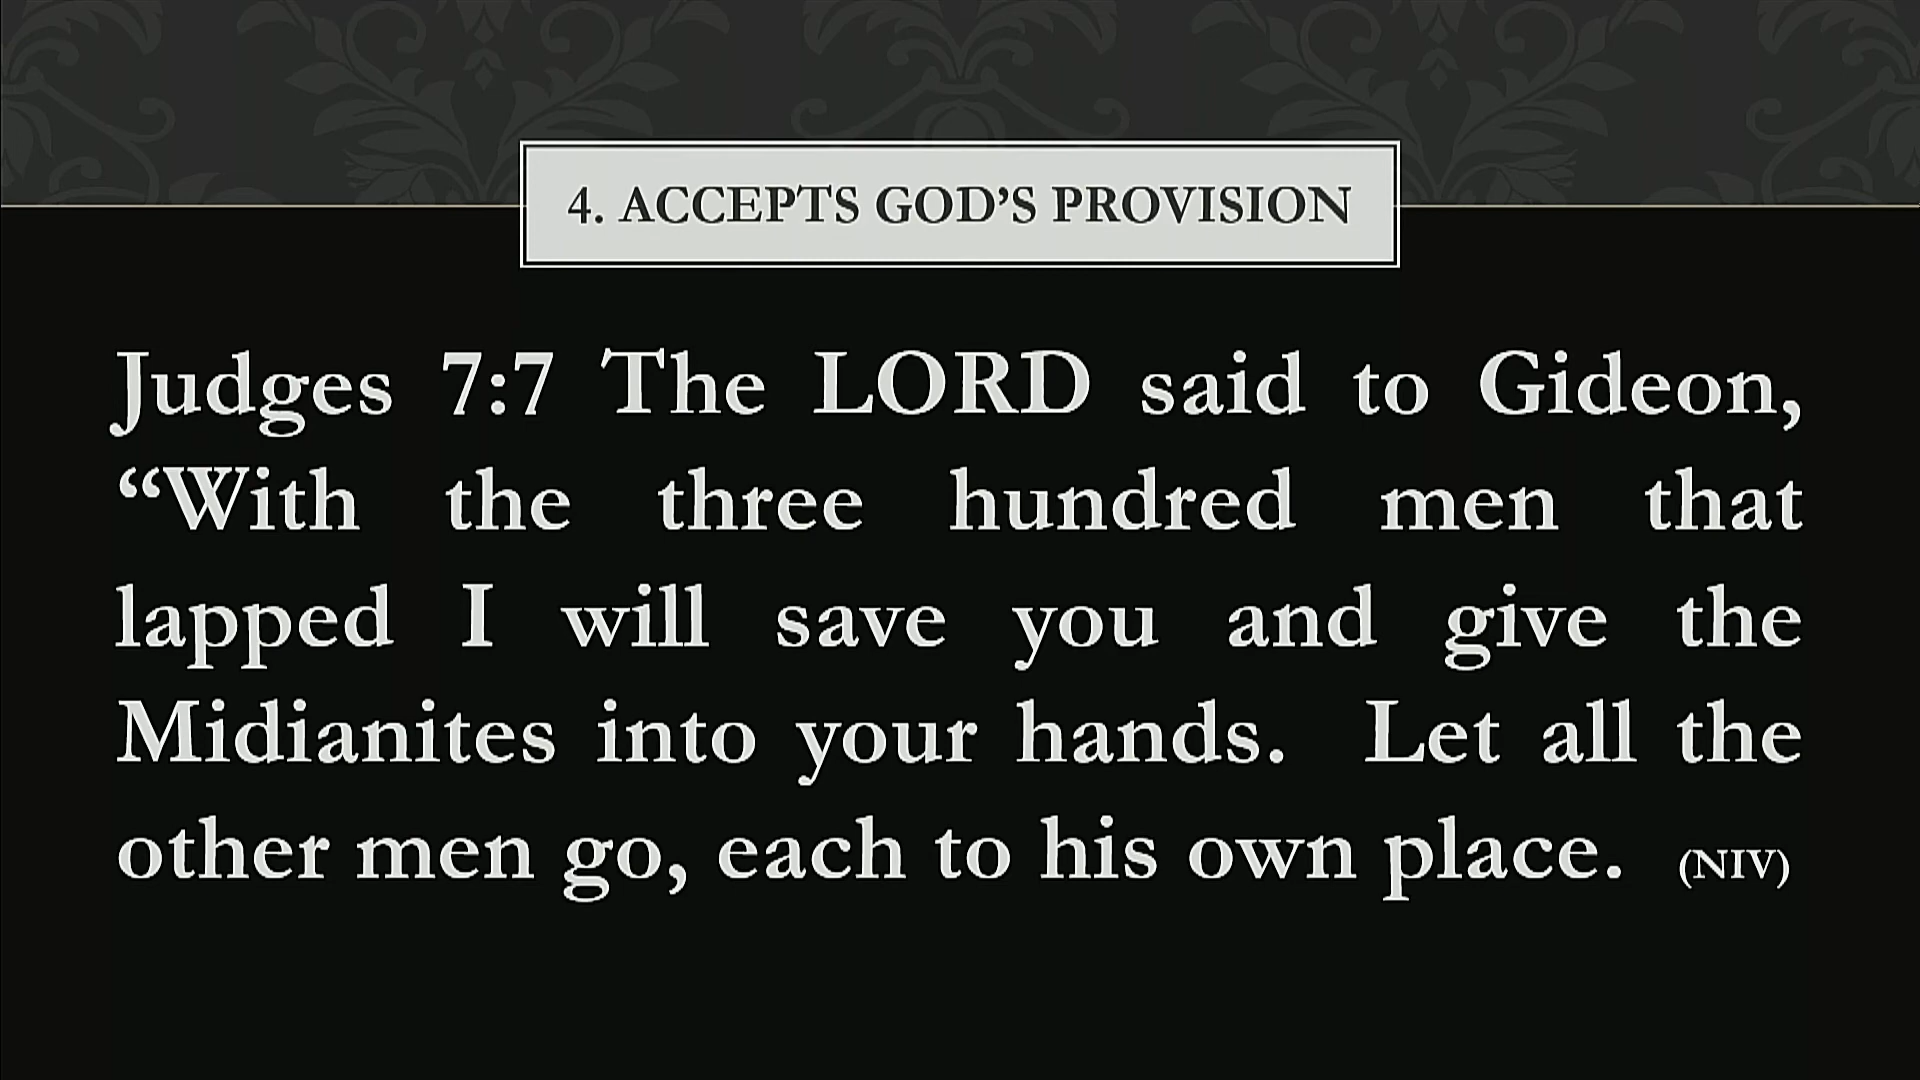 4. ACCEPTS GOD’S PROVISION
Judges 7:7 The LORD said to Gideon,
“With the three hundred men that
lapped I will save you and give the
Midianites into your hands. Let all the
other men go, each to his own place. (NIV)